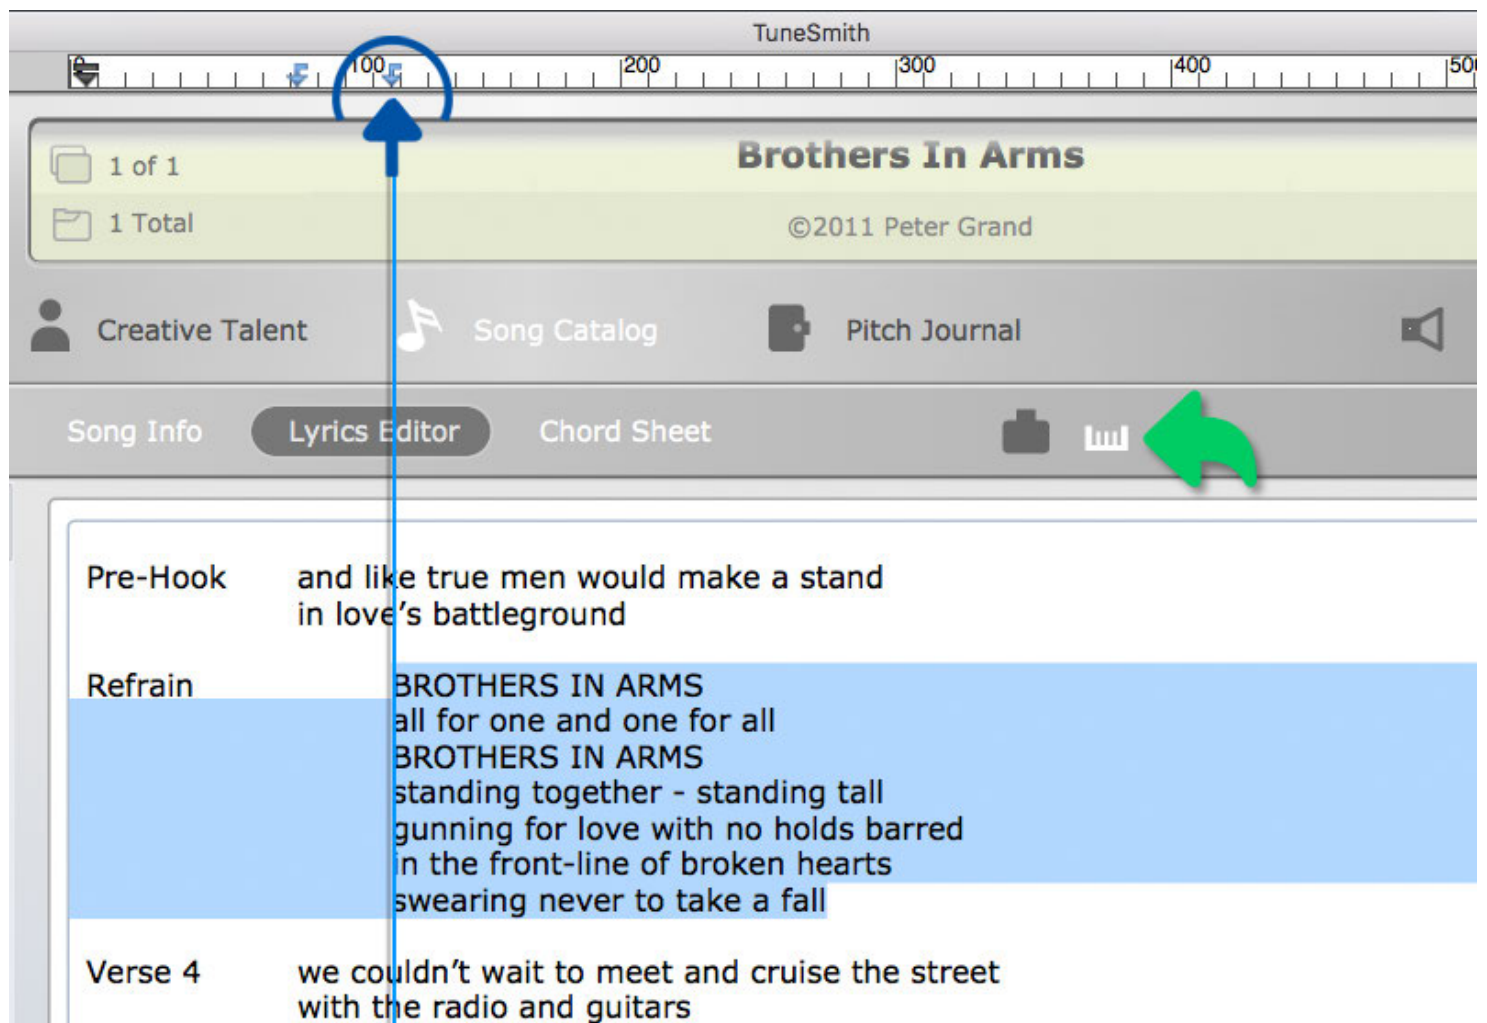 TuneSmith
0 100 200 300 400 50
1 of 1
Brothers In Arms
1 Total
©2011 Peter Grand
Creative Talent
Song Catalog
Pitch Journal
Song Info
Lyrics Editor
Chord Sheet
Pre-Hook and like true men would make a stand
in love’s battleground
Refrain BROTHERS IN ARMS
all for one and one for all
BROTHERS IN ARMS
standing together - standing tall
gunning for love with no holds barred
in the front-line of broken hearts
swearing never to take a fall
Verse 4 we couldn’t wait to meet and cruise the street
with the radio and guitars